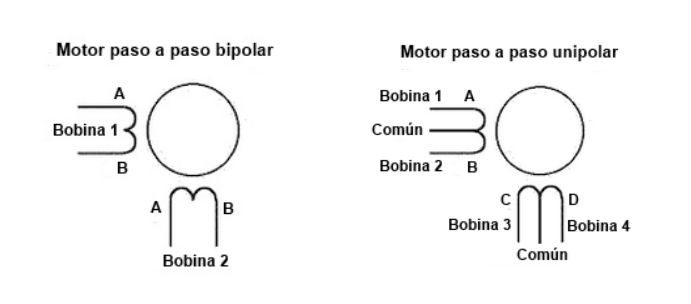 Motor paso a paso bipolar
A
Bobina 1
B
A
B
Bobina 2
Motor paso a paso unipolar
Bobina 1 A
Común
Bobina 2 B
C
D
Bobina 3
Bobina 4
Común